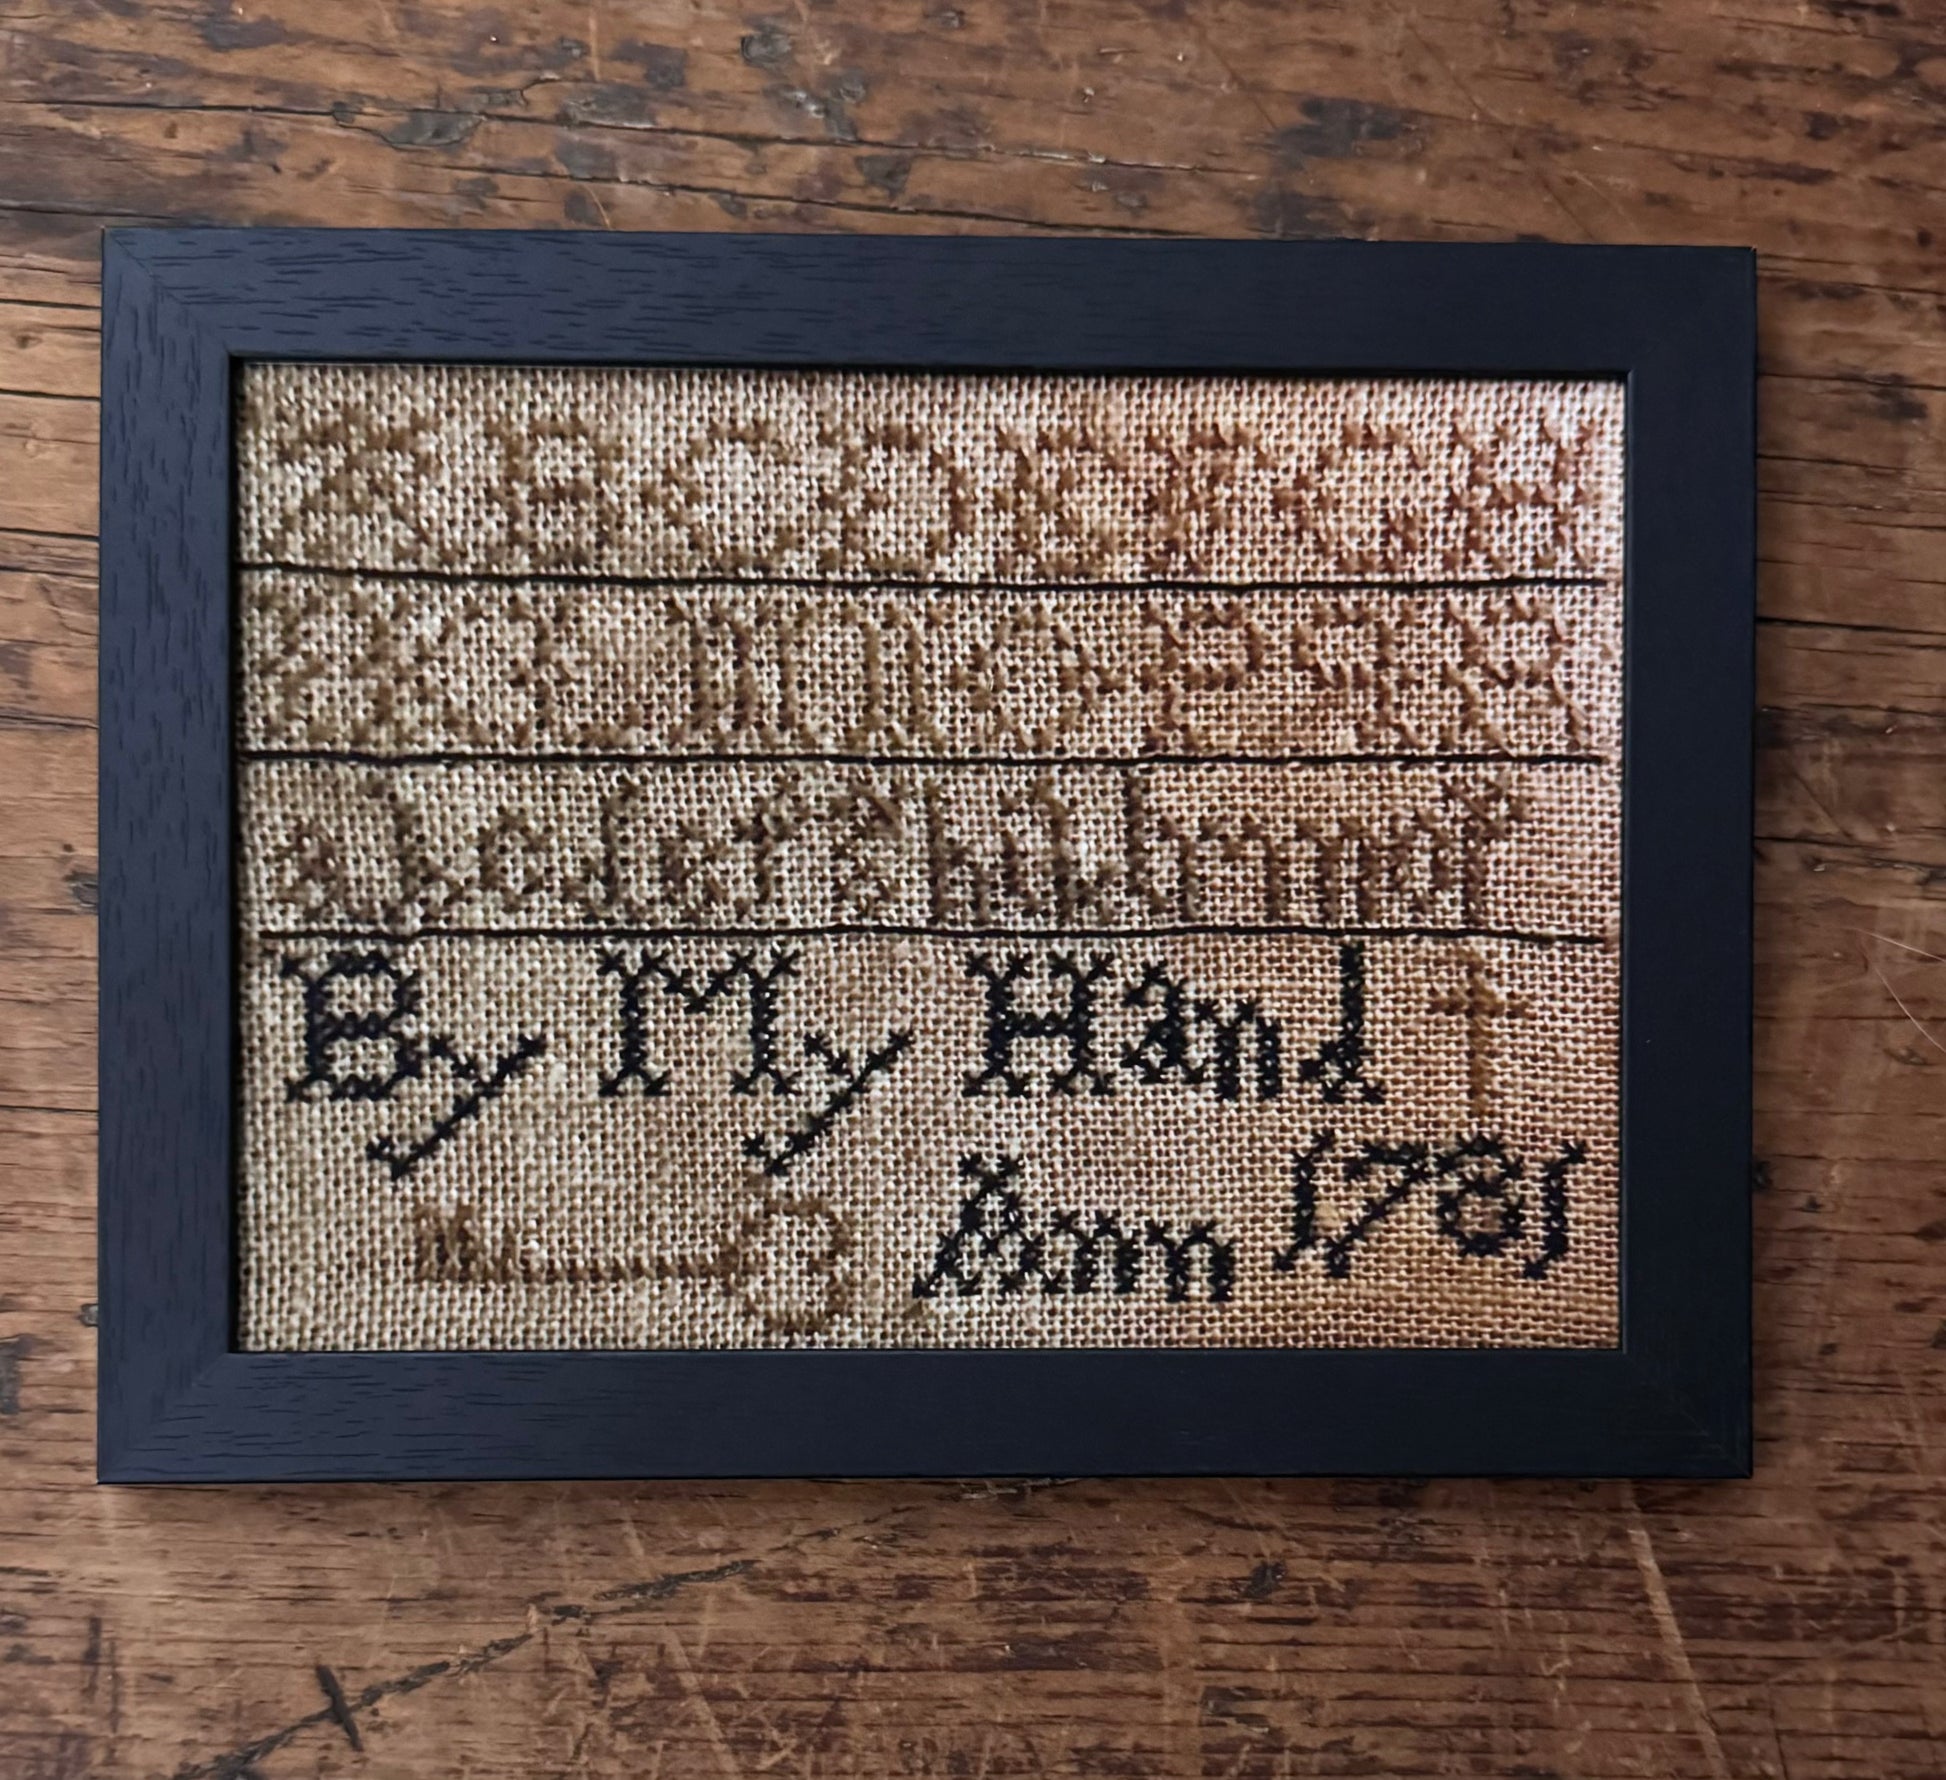 A B C D E F G H
I K L M N O P Q R
a b c d e f g h i k l m n o p
By My Hand
Ann 1781